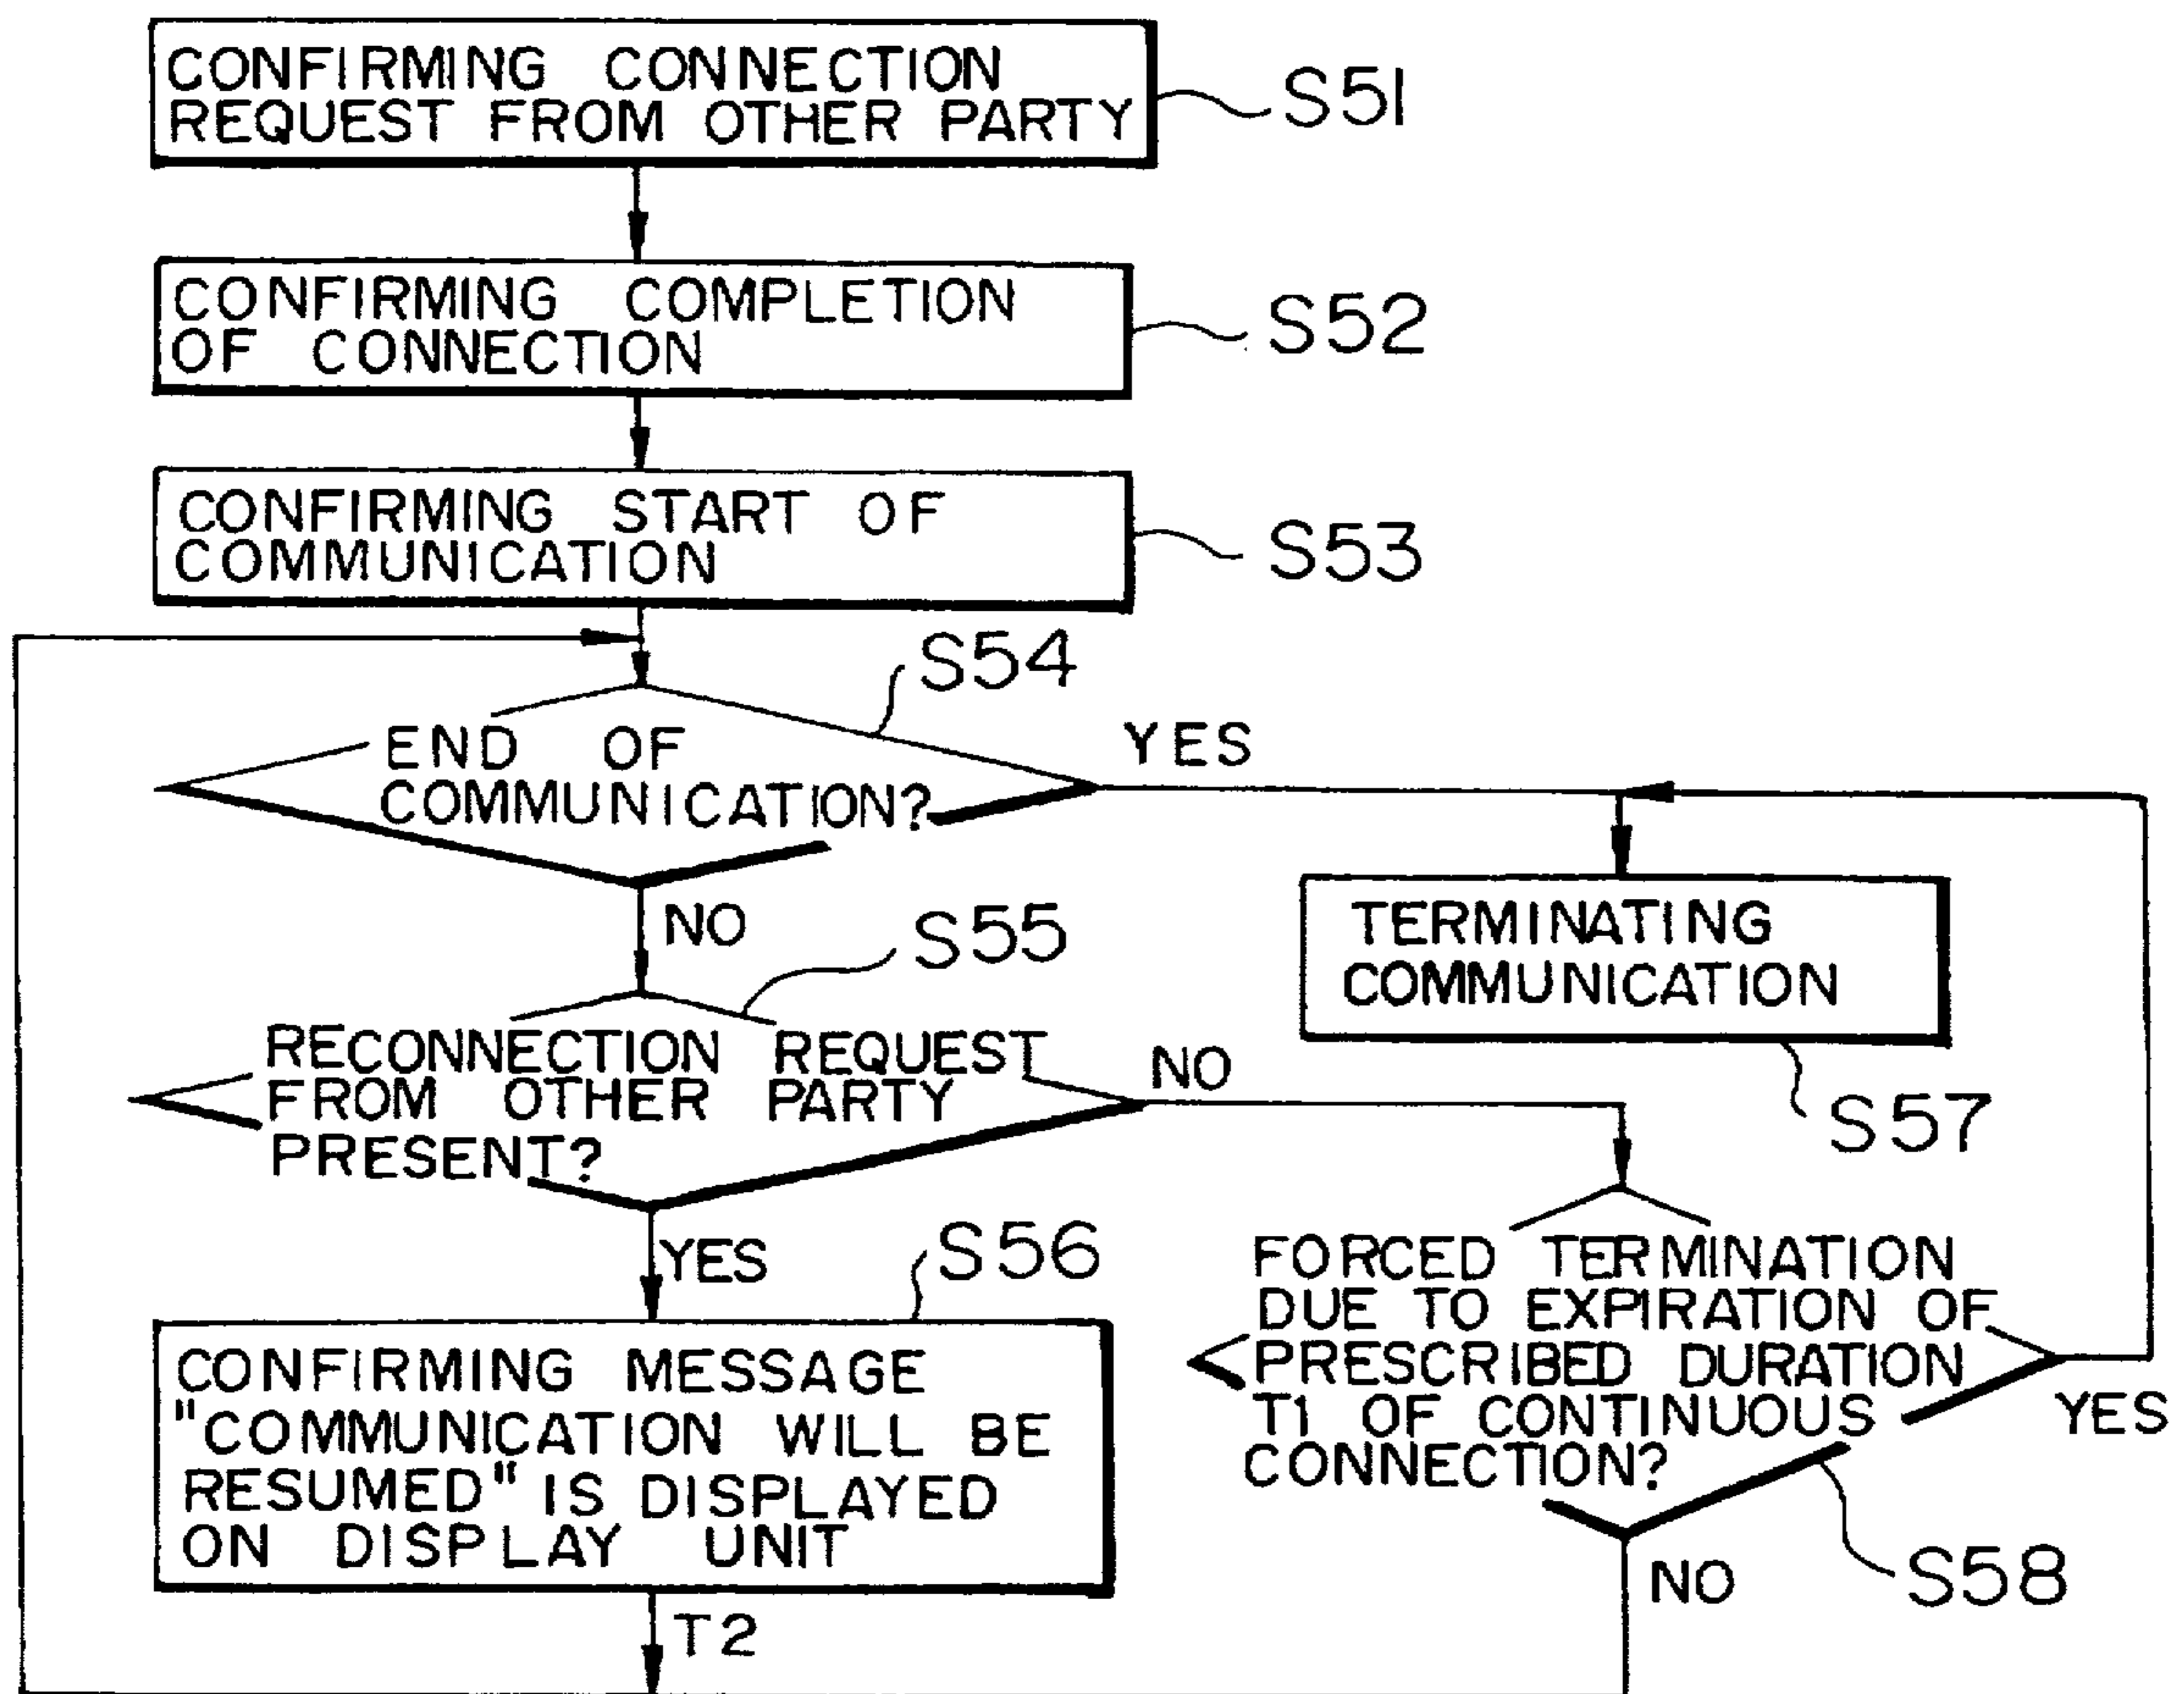 CONFIRMING CONNECTION
REQUEST FROM OTHER PARTY
S51
CONFIRMING COMPLETION
OF CONNECTION
S52
CONFIRMING START OF
COMMUNICATION
S53
S54
END OF
COMMUNICATION?
YES
NO
S55
TERMINATING
COMMUNICATION
S57
RECONNECTION REQUEST
FROM OTHER PARTY
PRESENT?
NO
YES
S56
CONFIRMING MESSAGE
"COMMUNICATION WILL BE
RESUMED" IS DISPLAYED
ON DISPLAY UNIT
T2
FORCED TERMINATION
DUE TO EXPIRATION OF
PRESCRIBED DURATION
T1 OF CONTINUOUS
CONNECTION?
YES
NO
S58